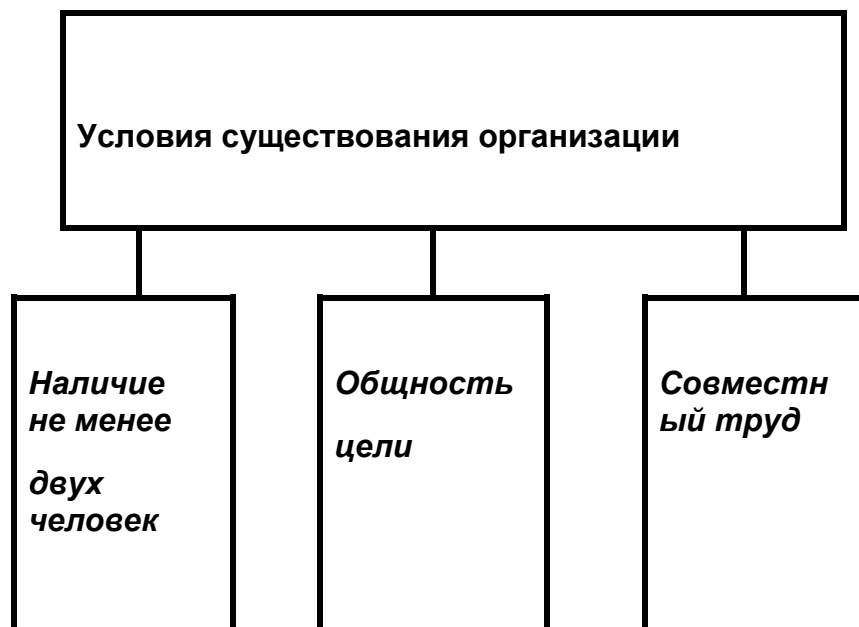 Условия существования организации
Наличие
не менее
двух
человек
Общность
цели
Совместн
ый труд